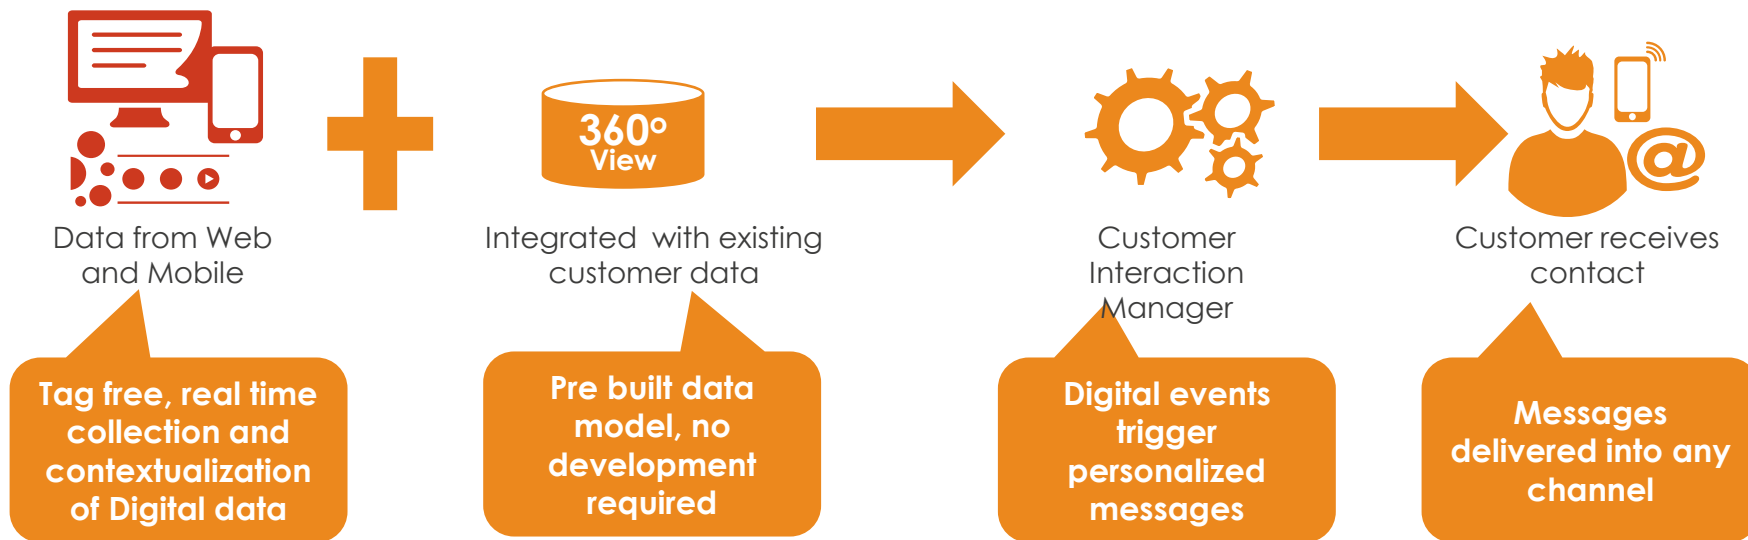 360°
View
Data from Web
and Mobile
Integrated with existing
customer data
Customer
Interaction
Manager
Customer receives
contact
@
Tag free, real time
collection and
contextualization
of Digital data
Pre built data
model, no
development
required
Digital events
trigger
personalized
messages
Messages
delivered into any
channel